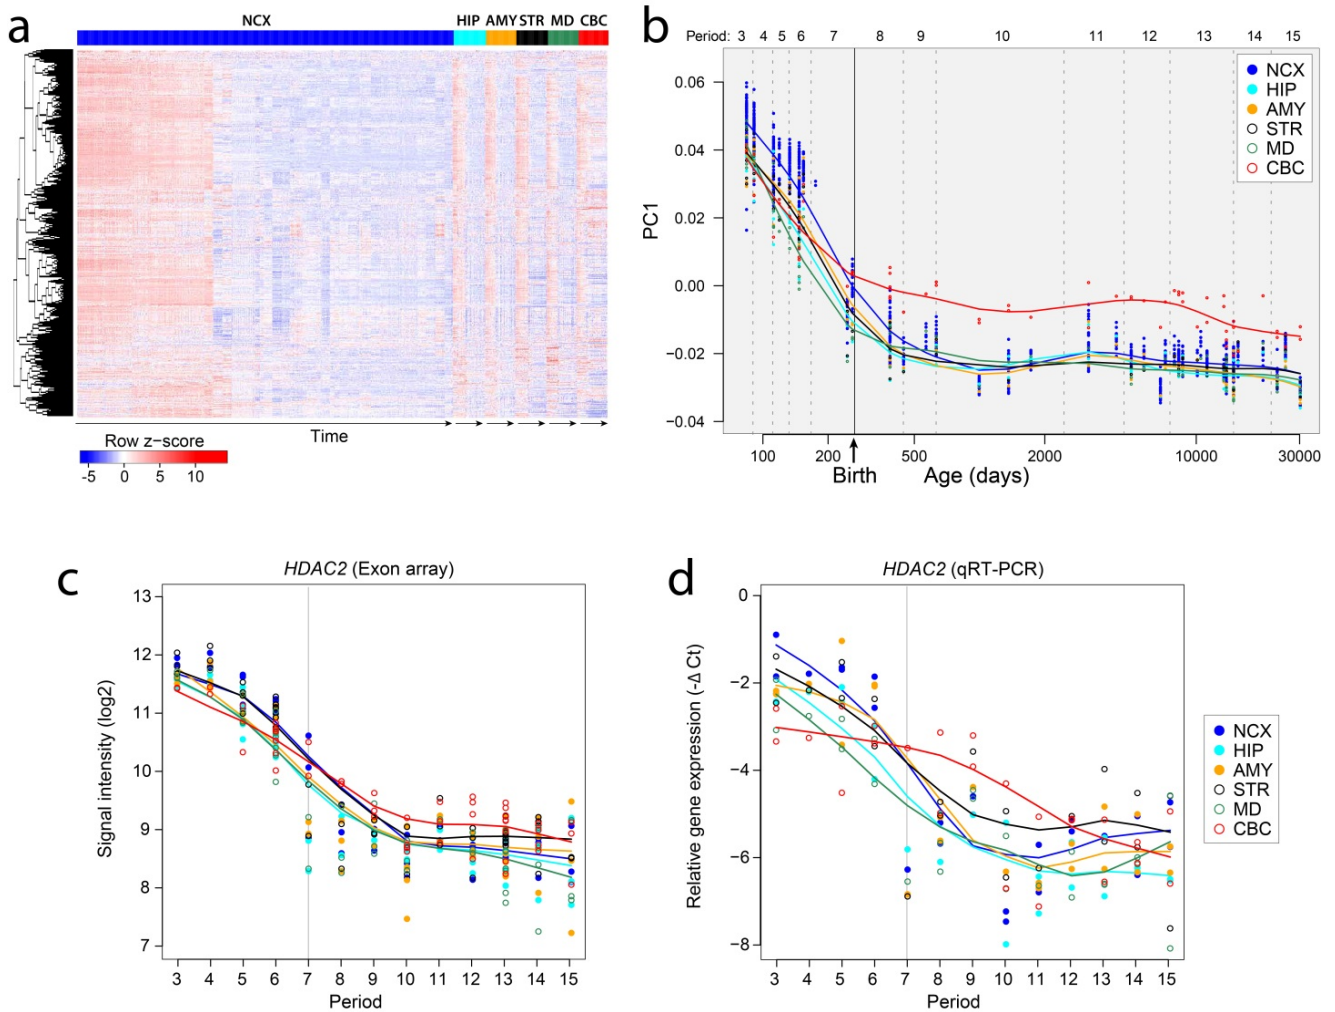 a
NCX HIP AMY STR MD CBC
Time
Row z−score
-5 0 5 10
b
Period: 3 4 5 6 7 8 9 10 11 12 13 14 15
PC1
0.06
0.04
0.02
0.00
−0.02
−0.04
NCX
HIP
AMY
STR
MD
CBC
100 200 500 2000 10000 30000
Birth
Age (days)
c
HDAC2 (Exon array)
Signal intensity (log2)
13
12
11
10
9
8
7
3 4 5 6 7 8 9 10 11 12 13 14 15
Period
d
HDAC2 (qRT-PCR)
Relative gene expression (-Δ Ct)
0
−2
−4
−6
−8
3 4 5 6 7 8 9 10 11 12 13 14 15
Period
NCX
HIP
AMY
STR
MD
CBC